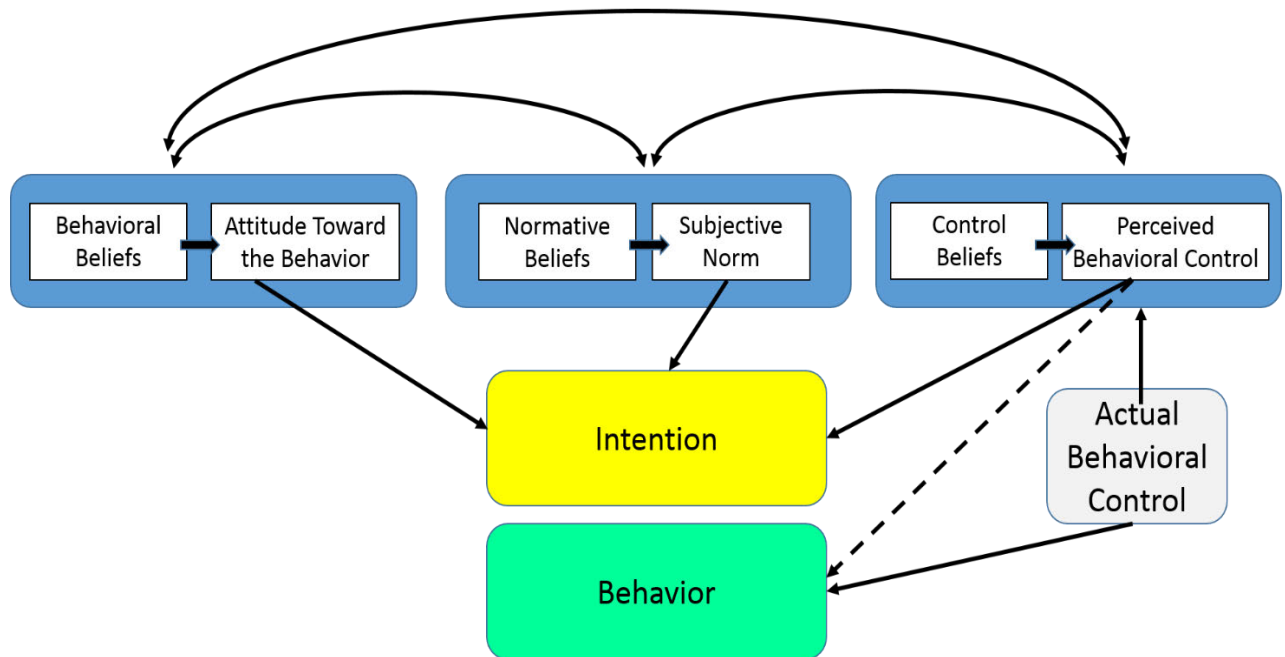 Behavioral
Beliefs
Attitude Toward
the Behavior
Normative
Beliefs
Subjective
Norm
Control
Beliefs
Perceived
Behavioral Control
Intention
Actual
Behavioral
Control
Behavior